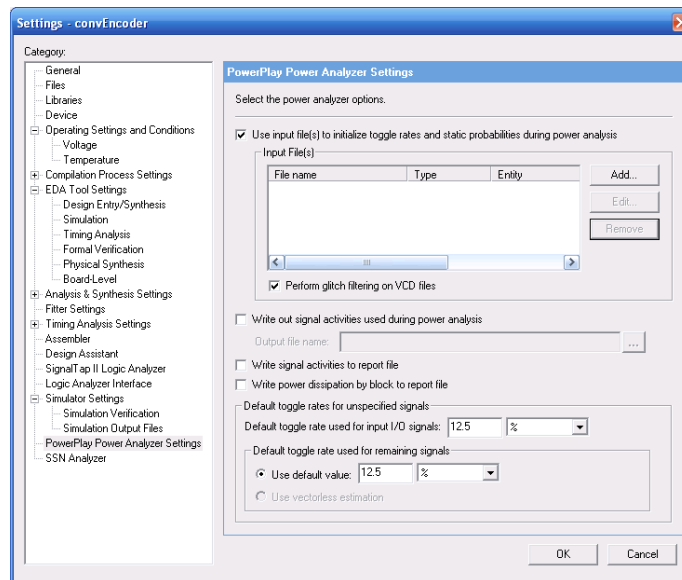 Settings - convEncoder
Category:
General
Files
Libraries
Device
Operating Settings and Conditions
Voltage
Temperature
Compilation Process Settings
EDA Tool Settings
Design Entry/Synthesis
Simulation
Timing Analysis
Formal Verification
Physical Synthesis
Board-Level
Analysis & Synthesis Settings
Fitter Settings
Timing Analysis Settings
Assembler
Design Assistant
SignalTap II Logic Analyzer
Logic Analyzer Interface
Simulator Settings
Simulation Verification
Simulation Output Files
PowerPlay Power Analyzer Settings
SSN Analyzer
PowerPlay Power Analyzer Settings
Select the power analyzer options.
Use input file(s) to initialize toggle rates and static probabilities during power analysis
Input File(s)
File name Type Entity
Add...
Edit...
Remove
Perform glitch filtering on VCD files
Write out signal activities used during power analysis
Output file name: ...
Write signal activities to report file
Write power dissipation by block to report file
Default toggle rates for unspecified signals
Default toggle rate used for input I/O signals: 12.5 %
Default toggle rate used for remaining signals
Use default value: 12.5 %
Use vectorless estimation
OK Cancel